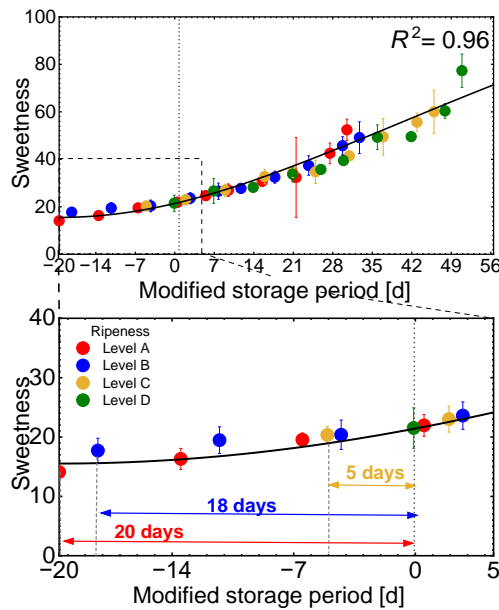 100
80
60
40
20
0
Sweetness
R² = 0.96
−20 −14 −7 0 7 14 21 28 36 42 49 56
Modified storage period [d]
40
30
20
10
0
Sweetness
Ripeness
Level A
Level B
Level C
Level D
5 days
18 days
20 days
−20 −14 −7 0 5
Modified storage period [d]